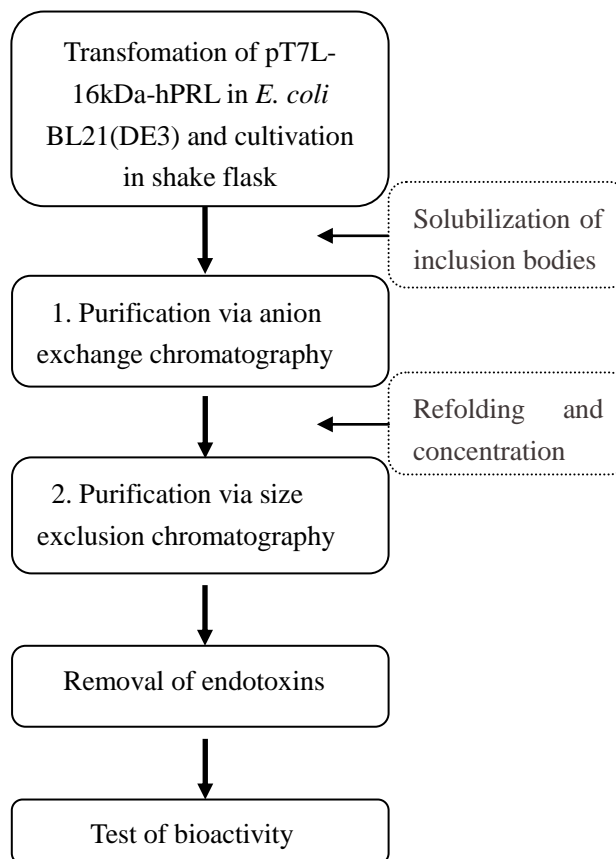 Transfomation of pT7L-
16kDa-hPRL in E. coli
BL21(DE3) and cultivation
in shake flask
Solubilization of
inclusion bodies
1. Purification via anion
exchange chromatography
Refolding and
concentration
2. Purification via size
exclusion chromatography
Removal of endotoxins
Test of bioactivity